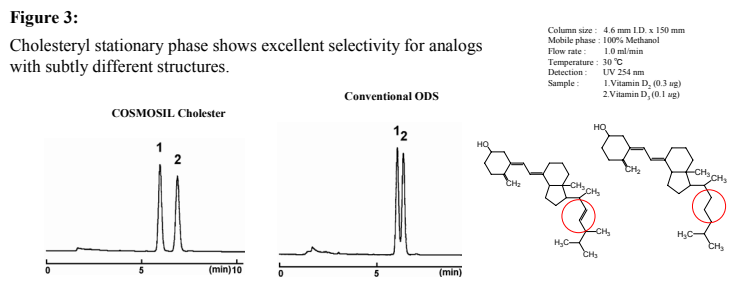 Figure 3:
Cholesteryl stationary phase shows excellent selectivity for analogs
with subtly different structures.
Column size : 4.6 mm I.D. x 150 mm
Mobile phase : 100% Methanol
Flow rate : 1.0 ml/min
Temperature : 30 ℃
Detection : UV 254 nm
Sample : 1.Vitamin D₂ (0.3 ug)
2.Vitamin D₃ (0.1 ug)
COSMOSIL Cholester
1
2
0
5
(min)10
Conventional ODS
1
2
0
5
(min)
HO
CH₂
CH₃
CH₃
CH₃
H₃C
CH₃
HO
CH₂
CH₃
CH₃
H₃C
CH₃